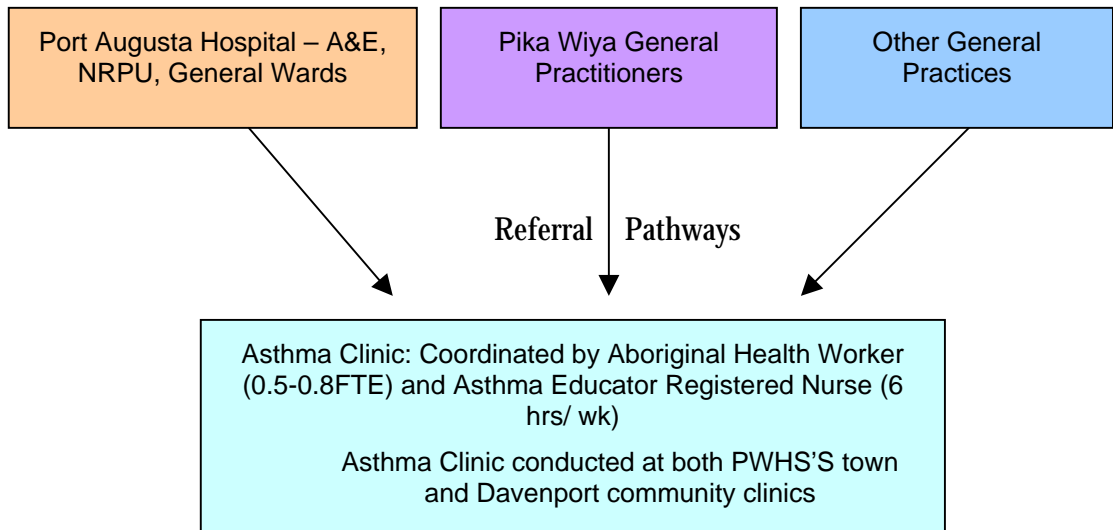 Port Augusta Hospital – A&E,
NRPU, General Wards
Pika Wiya General
Practitioners
Other General
Practices
Referral Pathways
Asthma Clinic: Coordinated by Aboriginal Health Worker
(0.5-0.8FTE) and Asthma Educator Registered Nurse (6
hrs/ wk)
Asthma Clinic conducted at both PWHS’S town
and Davenport community clinics